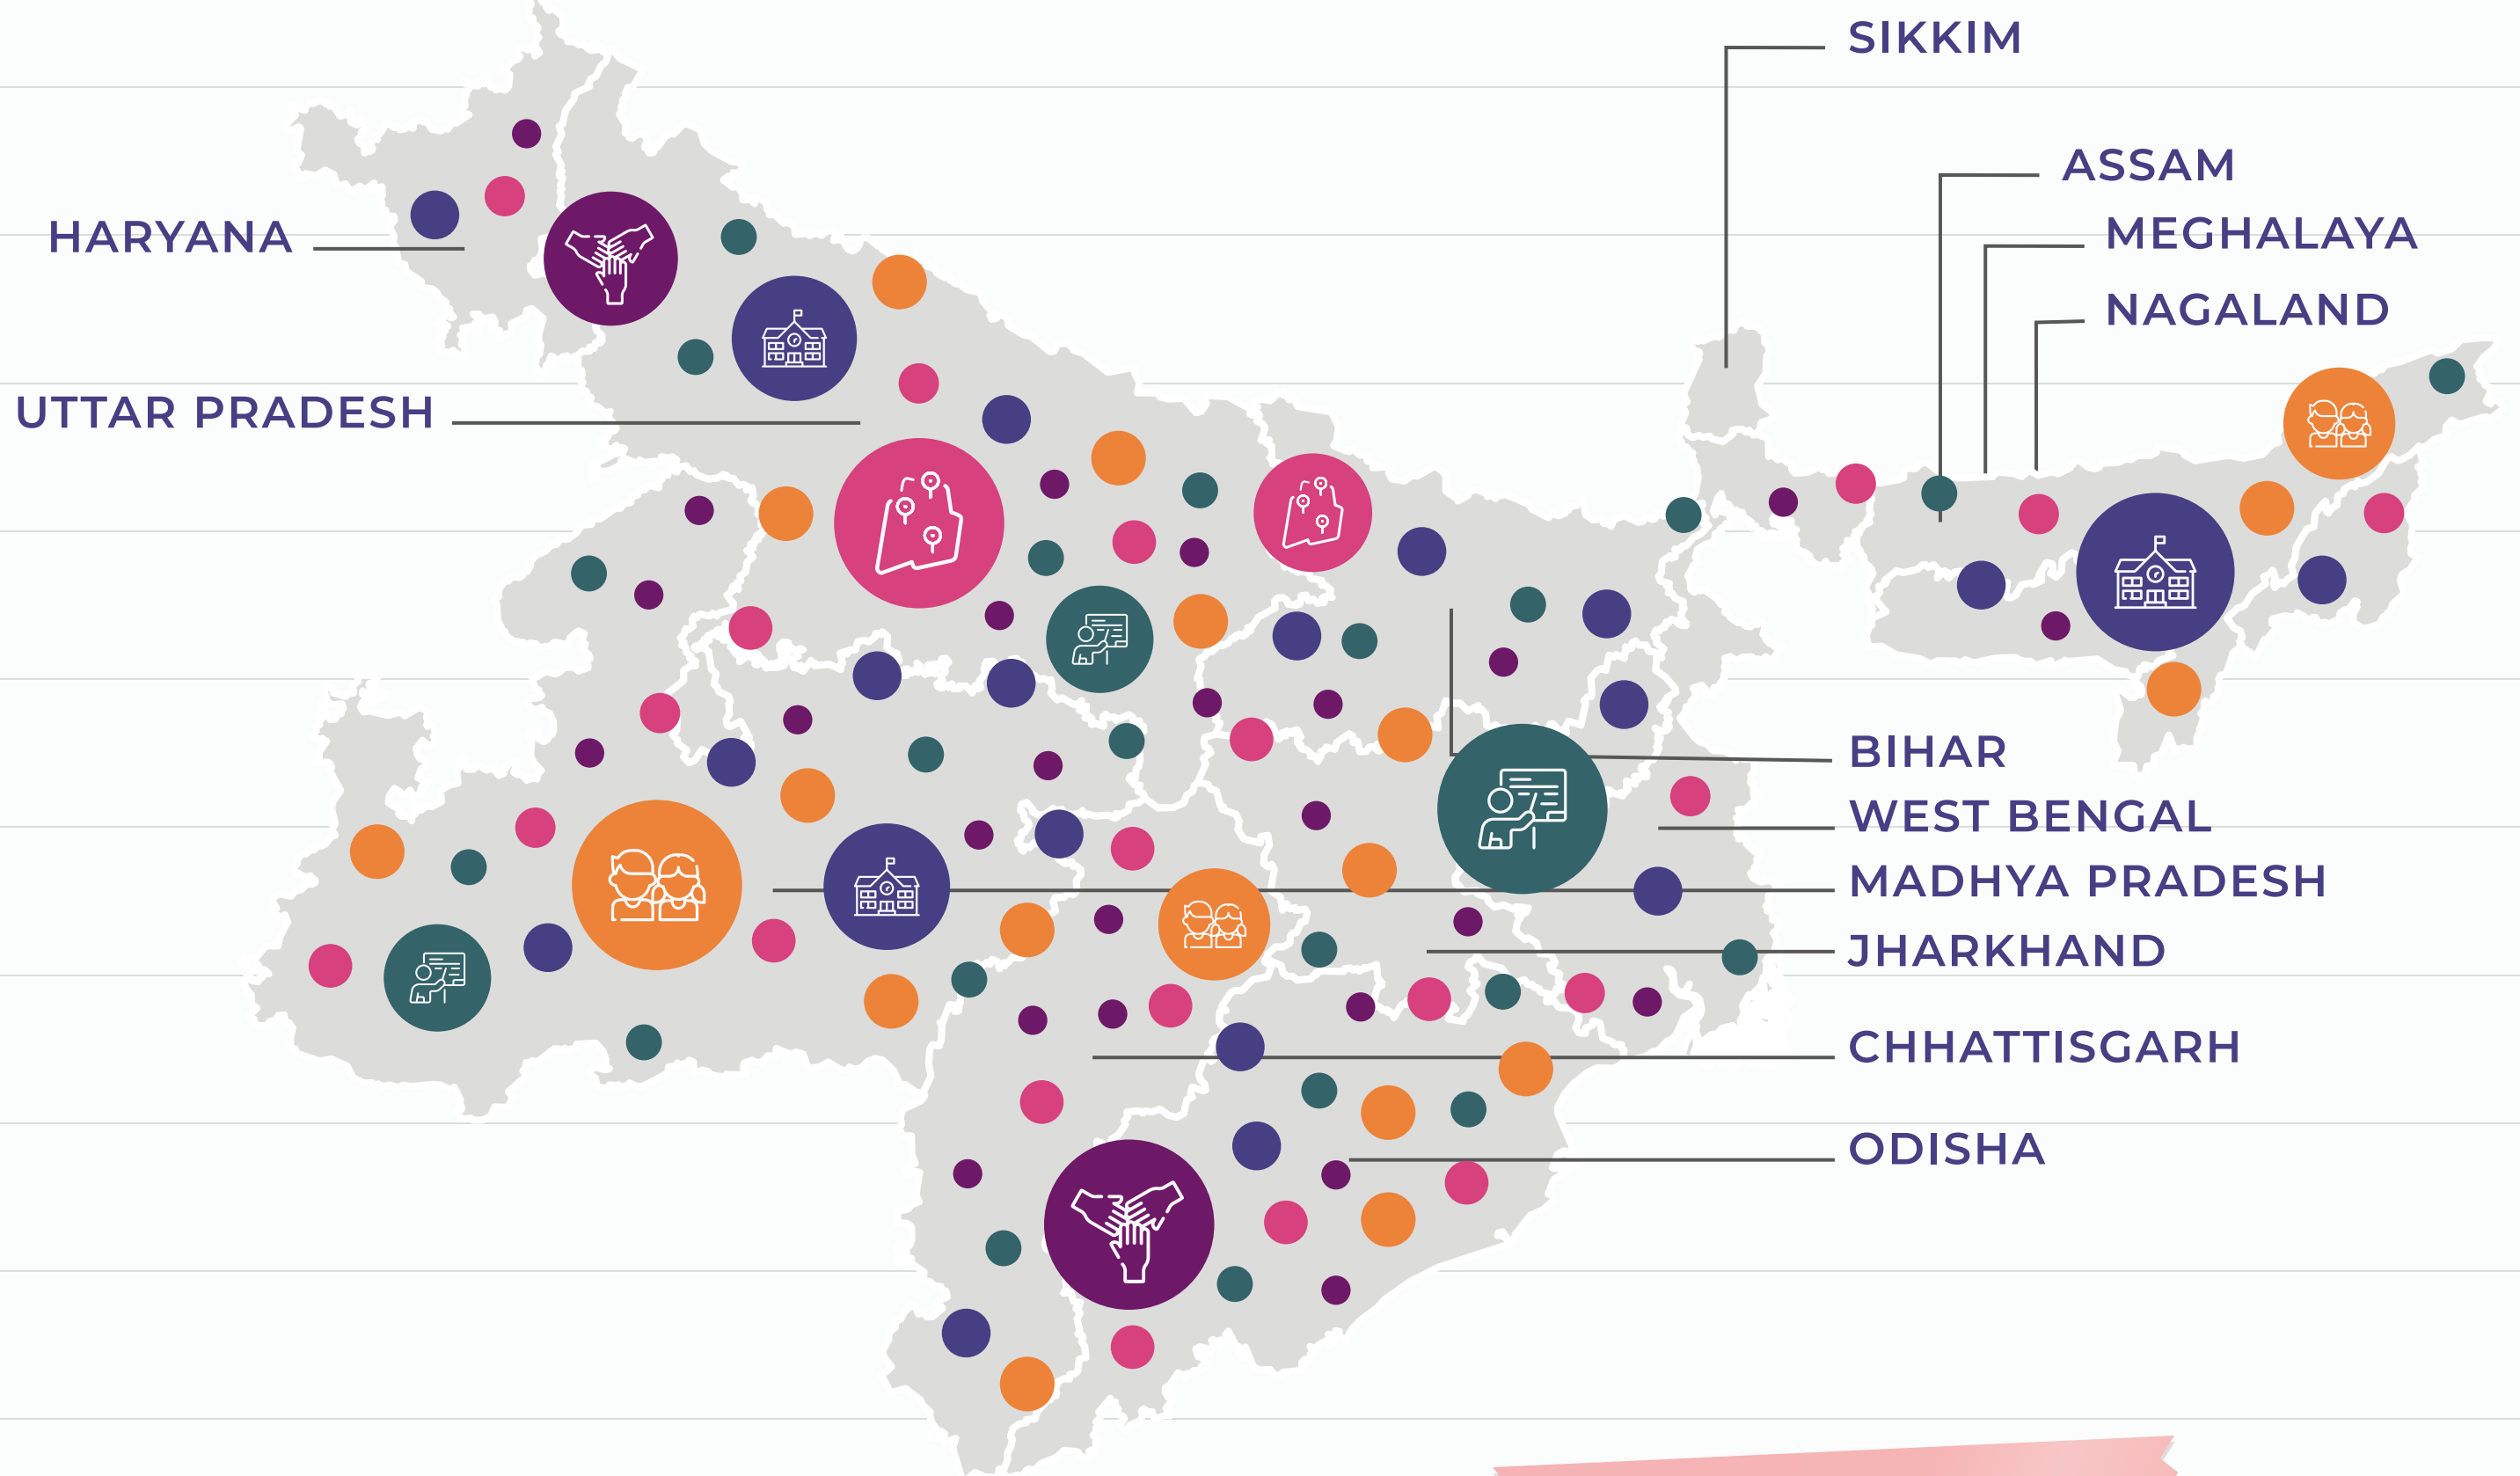 SIKKIM
ASSAM
MEGHALAYA
HARYANA
NAGALAND
UTTAR PRADESH
BIHAR
WEST BENGAL
MADHYA PRADESH
JHARKHAND
CHHATTISGARH
ODISHA